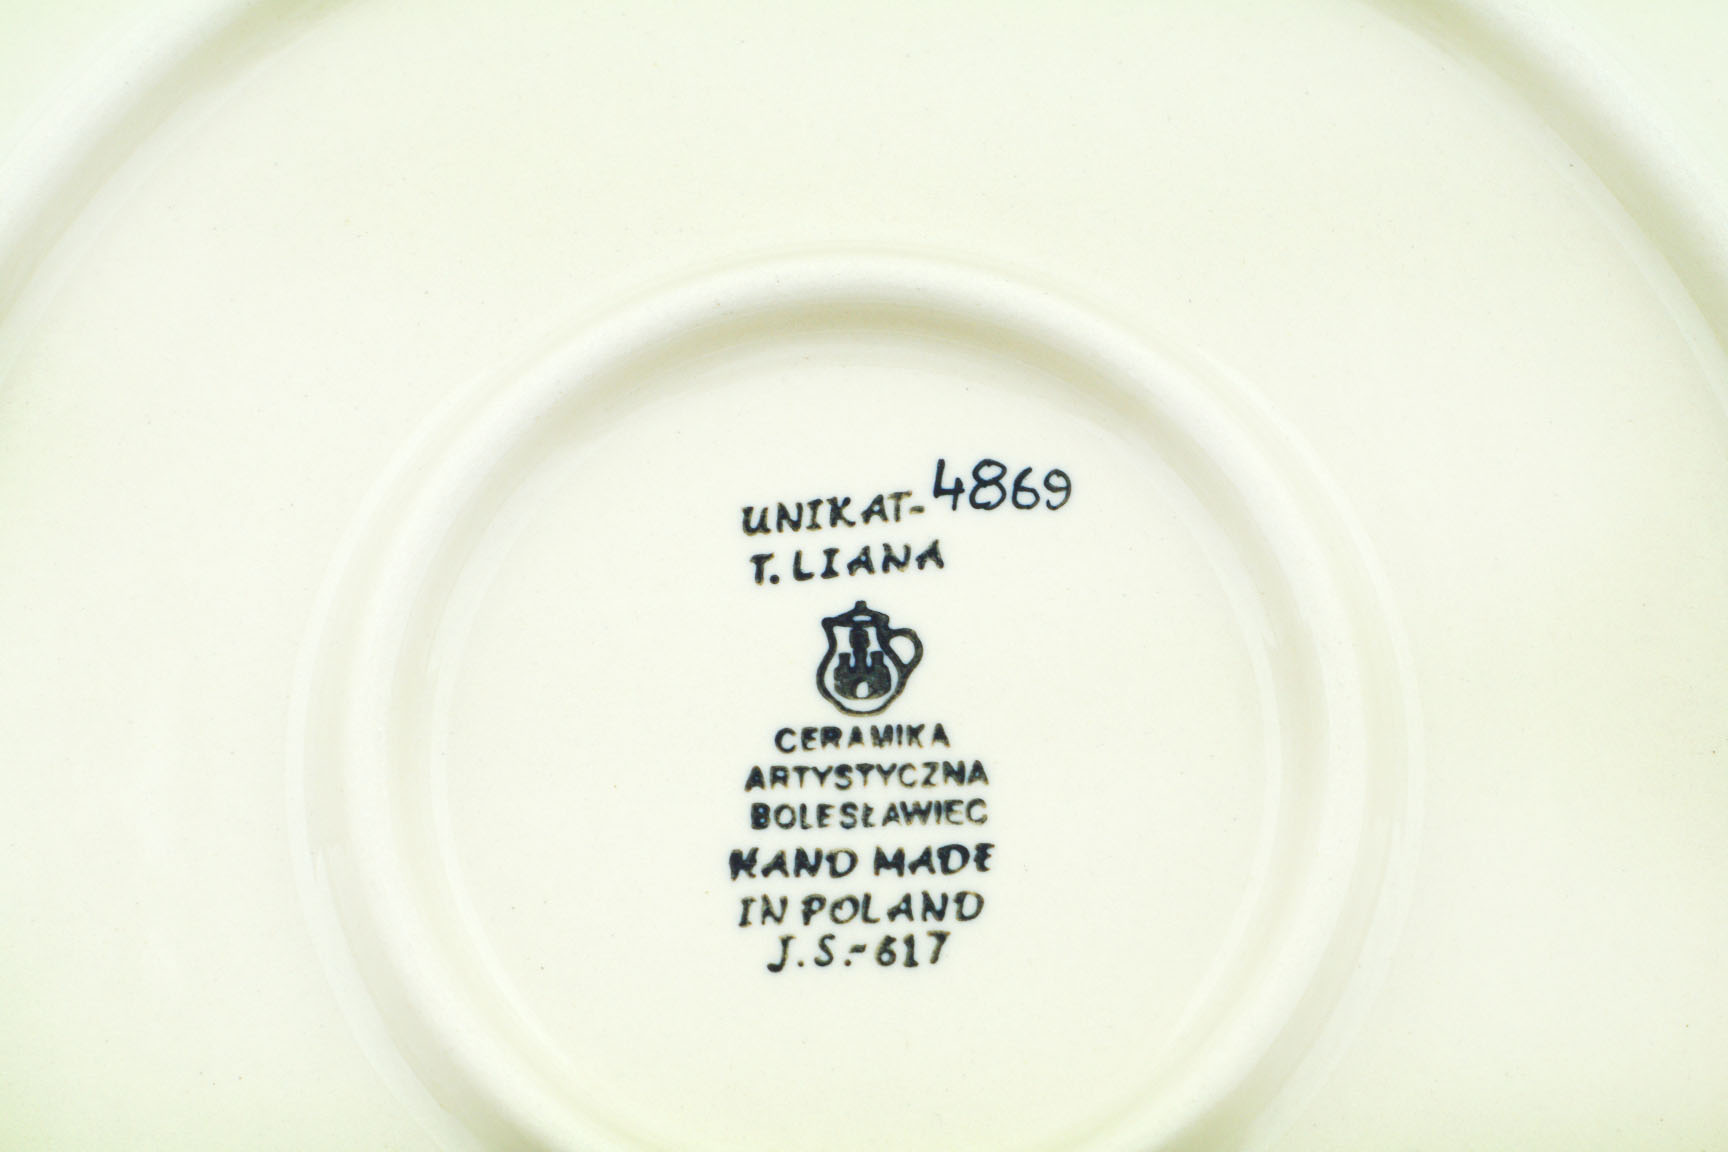 UNIKAT-4869
T. LIANA
CERAMIKA
ARTYSTYCZNA
BOLESŁAWIEC
HAND MADE
IN POLAND
J.S.-617